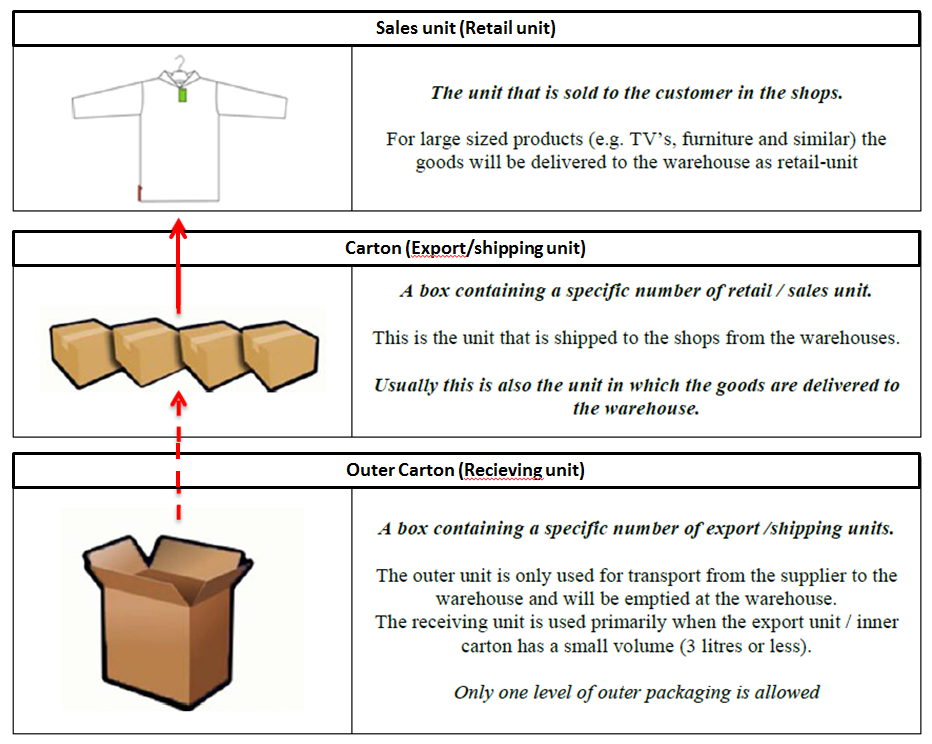 Sales unit (Retail unit)
The unit that is sold to the customer in the shops.
For large sized products (e.g. TV's, furniture and similar) the
goods will be delivered to the warehouse as retail-unit
Carton (Export/shipping unit)
A box containing a specific number of retail / sales unit.
This is the unit that is shipped to the shops from the warehouses.
Usually this is also the unit in which the goods are delivered to
the warehouse.
Outer Carton (Recieving unit)
A box containing a specific number of export /shipping units.
The outer unit is only used for transport from the supplier to the
warehouse and will be emptied at the warehouse.
The receiving unit is used primarily when the export unit / inner
carton has a small volume (3 litres or less).
Only one level of outer packaging is allowed